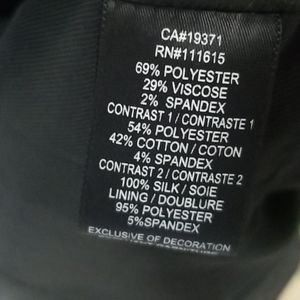 CA#19371
RN#111615
69% POLYESTER
29% VISCOSE
2% SPANDEX
CONTRAST 1 / CONTRASTE 1
54% POLYESTER
42% COTTON / COTON
4% SPANDEX
CONTRAST 2 / CONTRASTE 2
100% SILK / SOIE
LINING / DOUBLURE
95% POLYESTER
5%SPANDEX
EXCLUSIVE OF DECORATION